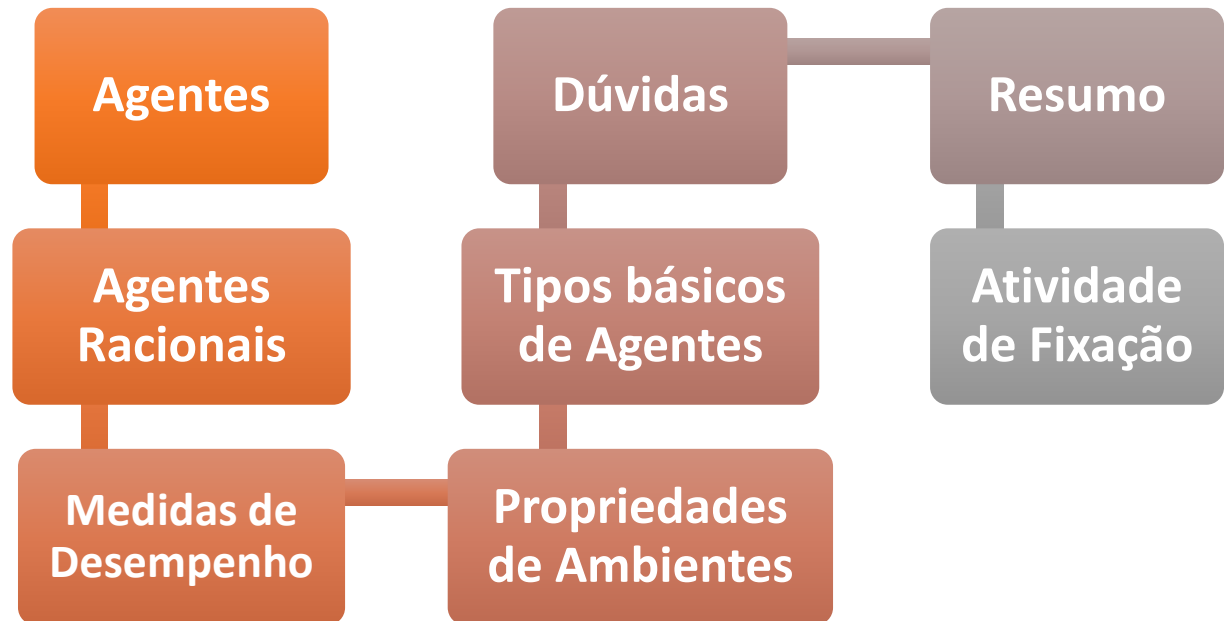 Agentes
Agentes
Racionais
Medidas de
Desempenho
Propriedades
de Ambientes
Tipos básicos
de Agentes
Dúvidas
Resumo
Atividade
de Fixação